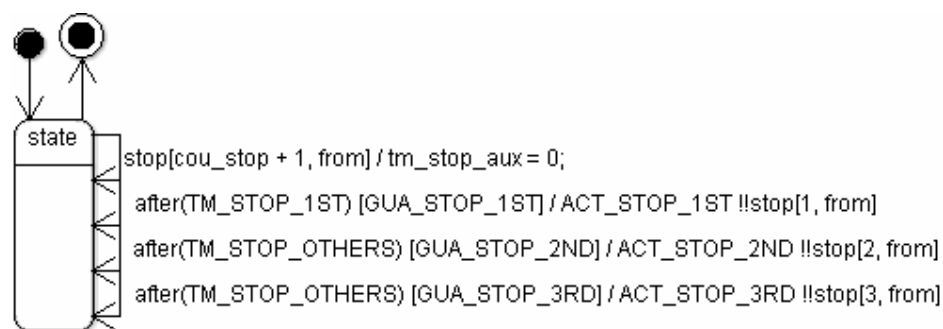 state
stop[cou_stop + 1, from] / tm_stop_aux = 0;
after(TM_STOP_1ST) [GUA_STOP_1ST] / ACT_STOP_1ST !!stop[1, from]
after(TM_STOP_OTHERS) [GUA_STOP_2ND] / ACT_STOP_2ND !!stop[2, from]
after(TM_STOP_OTHERS) [GUA_STOP_3RD] / ACT_STOP_3RD !!stop[3, from]